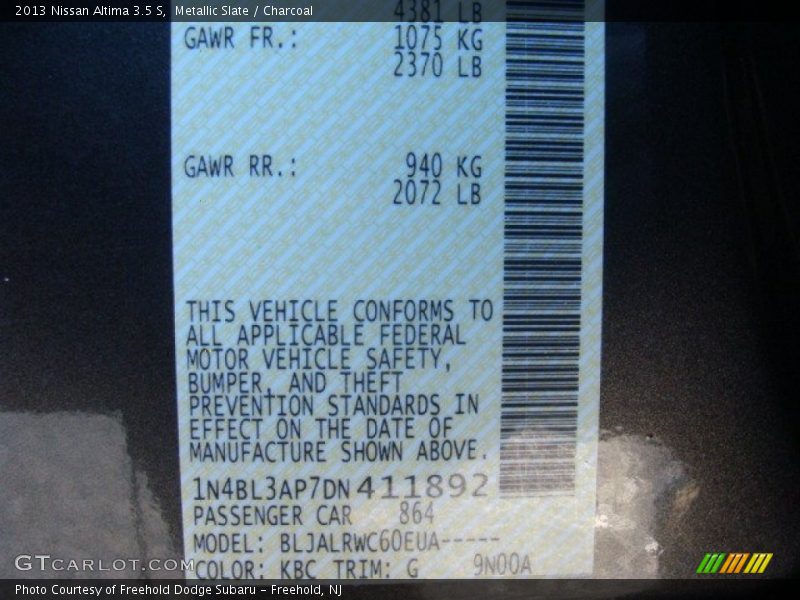 2013 Nissan Altima 3.5 S, Metallic Slate / Charcoal
4381 LB
GAWR FR.: 1075 KG
2370 LB
GAWR RR.: 940 KG
2072 LB
THIS VEHICLE CONFORMS TO
ALL APPLICABLE FEDERAL
MOTOR VEHICLE SAFETY,
BUMPER, AND THEFT
PREVENTION STANDARDS IN
EFFECT ON THE DATE OF
MANUFACTURE SHOWN ABOVE.
1N4BL3AP7DN411892
PASSENGER CAR 864
MODEL: BLJALRWC60EUA-----
COLOR: KBC TRIM: G 9N00A
GTCARLOT.COM
Photo Courtesy of Freehold Dodge Subaru - Freehold, NJ